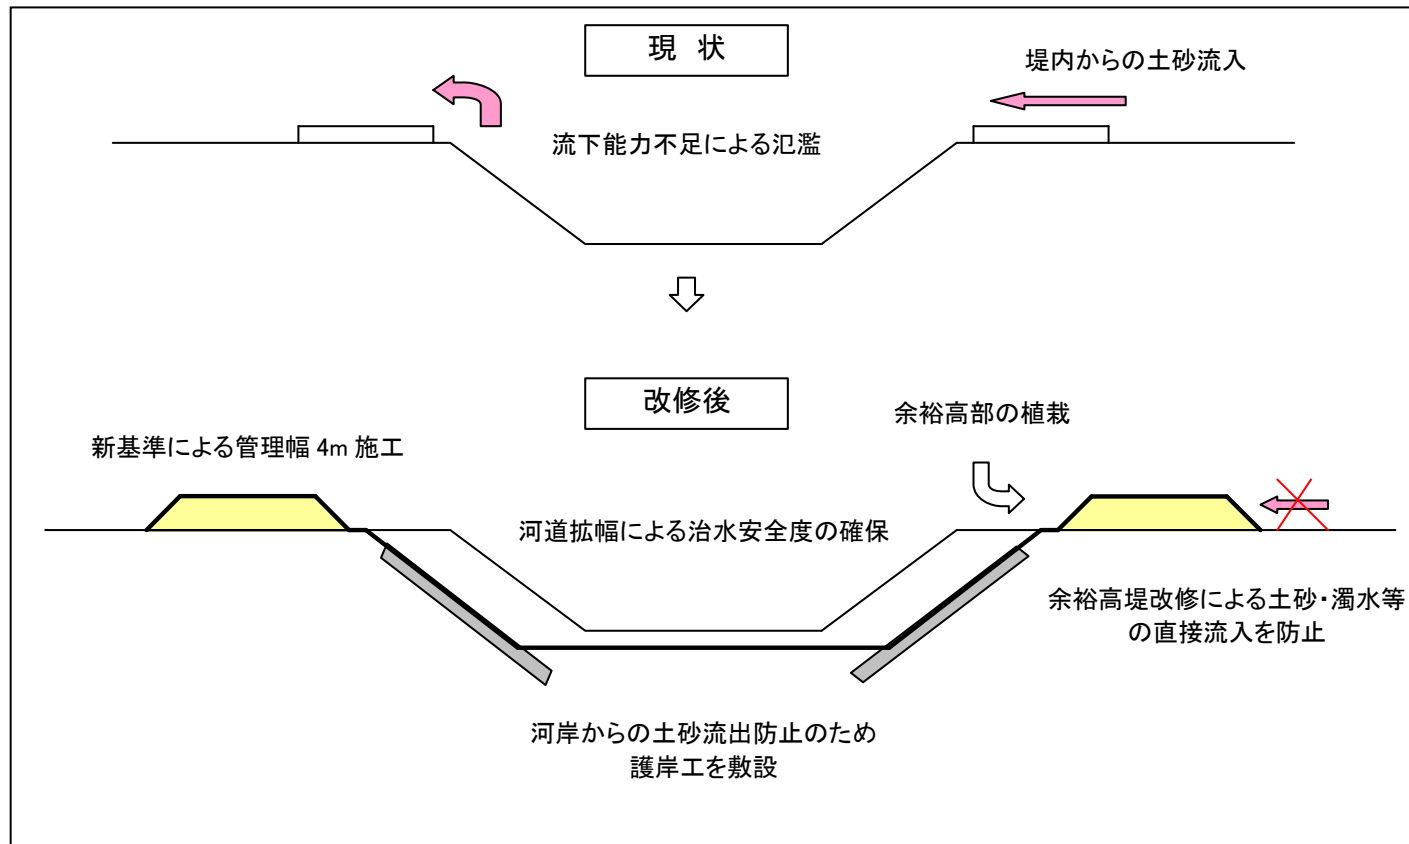 現 状
堤内からの土砂流入
流下能力不足による氾濫
改修後
余裕高部の植栽
新基準による管理幅 4m 施工
河道拡幅による治水安全度の確保
余裕高堤改修による土砂・濁水等
の直接流入を防止
河岸からの土砂流出防止のため
護岸工を敷設